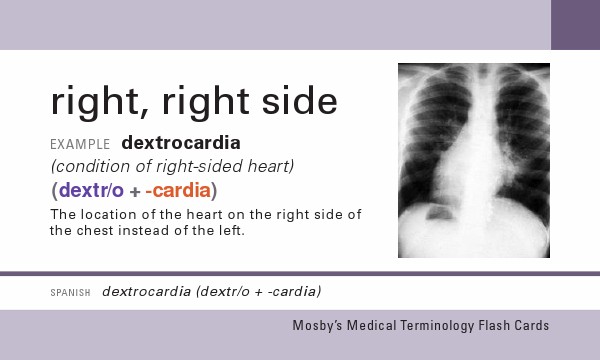 right, right side
EXAMPLE dextrocardia
(condition of right-sided heart)
(dextr/o + -cardia)
The location of the heart on the right side of
the chest instead of the left.
SPANISH dextrocardia (dextr/o + -cardia)
Mosby's Medical Terminology Flash Cards